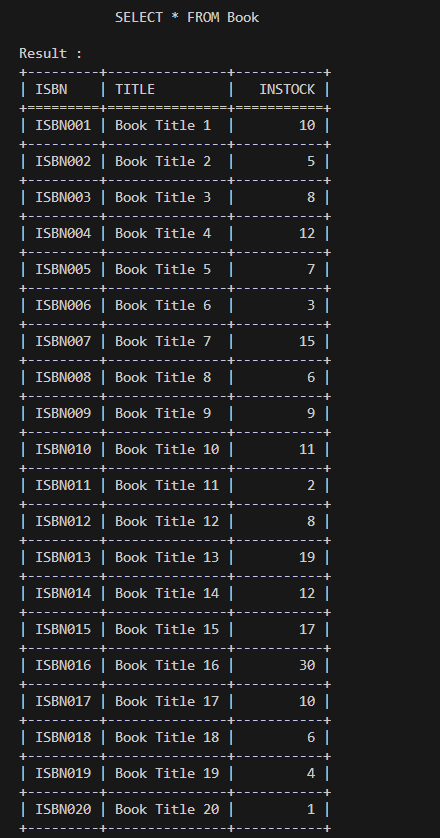 SELECT * FROM Book
Result :
+---------+---------------+-----------+
| ISBN    | TITLE         |   INSTOCK |
+=========+===============+===========+
| ISBN001 | Book Title 1  |        10 |
+---------+---------------+-----------+
| ISBN002 | Book Title 2  |         5 |
+---------+---------------+-----------+
| ISBN003 | Book Title 3  |         8 |
+---------+---------------+-----------+
| ISBN004 | Book Title 4  |        12 |
+---------+---------------+-----------+
| ISBN005 | Book Title 5  |         7 |
+---------+---------------+-----------+
| ISBN006 | Book Title 6  |         3 |
+---------+---------------+-----------+
| ISBN007 | Book Title 7  |        15 |
+---------+---------------+-----------+
| ISBN008 | Book Title 8  |         6 |
+---------+---------------+-----------+
| ISBN009 | Book Title 9  |         9 |
+---------+---------------+-----------+
| ISBN010 | Book Title 10 |        11 |
+---------+---------------+-----------+
| ISBN011 | Book Title 11 |         2 |
+---------+---------------+-----------+
| ISBN012 | Book Title 12 |         8 |
+---------+---------------+-----------+
| ISBN013 | Book Title 13 |        19 |
+---------+---------------+-----------+
| ISBN014 | Book Title 14 |        12 |
+---------+---------------+-----------+
| ISBN015 | Book Title 15 |        17 |
+---------+---------------+-----------+
| ISBN016 | Book Title 16 |        30 |
+---------+---------------+-----------+
| ISBN017 | Book Title 17 |        10 |
+---------+---------------+-----------+
| ISBN018 | Book Title 18 |         6 |
+---------+---------------+-----------+
| ISBN019 | Book Title 19 |         4 |
+---------+---------------+-----------+
| ISBN020 | Book Title 20 |         1 |
+---------+---------------+-----------+